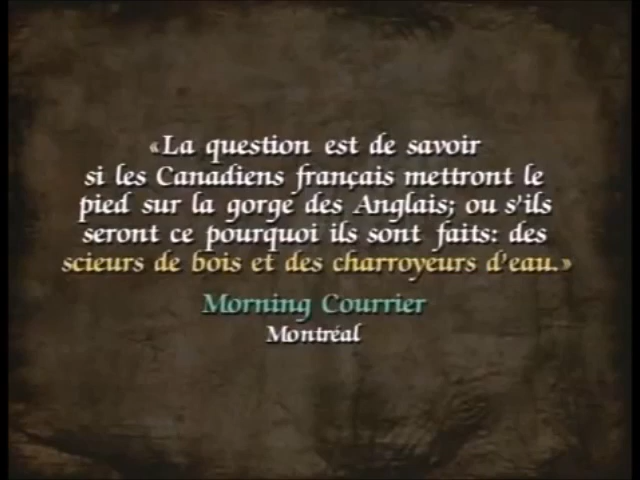 «La question est de savoir
si les Canadiens français mettront le
pied sur la gorge des Anglais; ou s'ils
seront ce pourquoi ils sont faits: des
scieurs de bois et des charroyeurs d'eau.»
Morning Courrier
Montréal